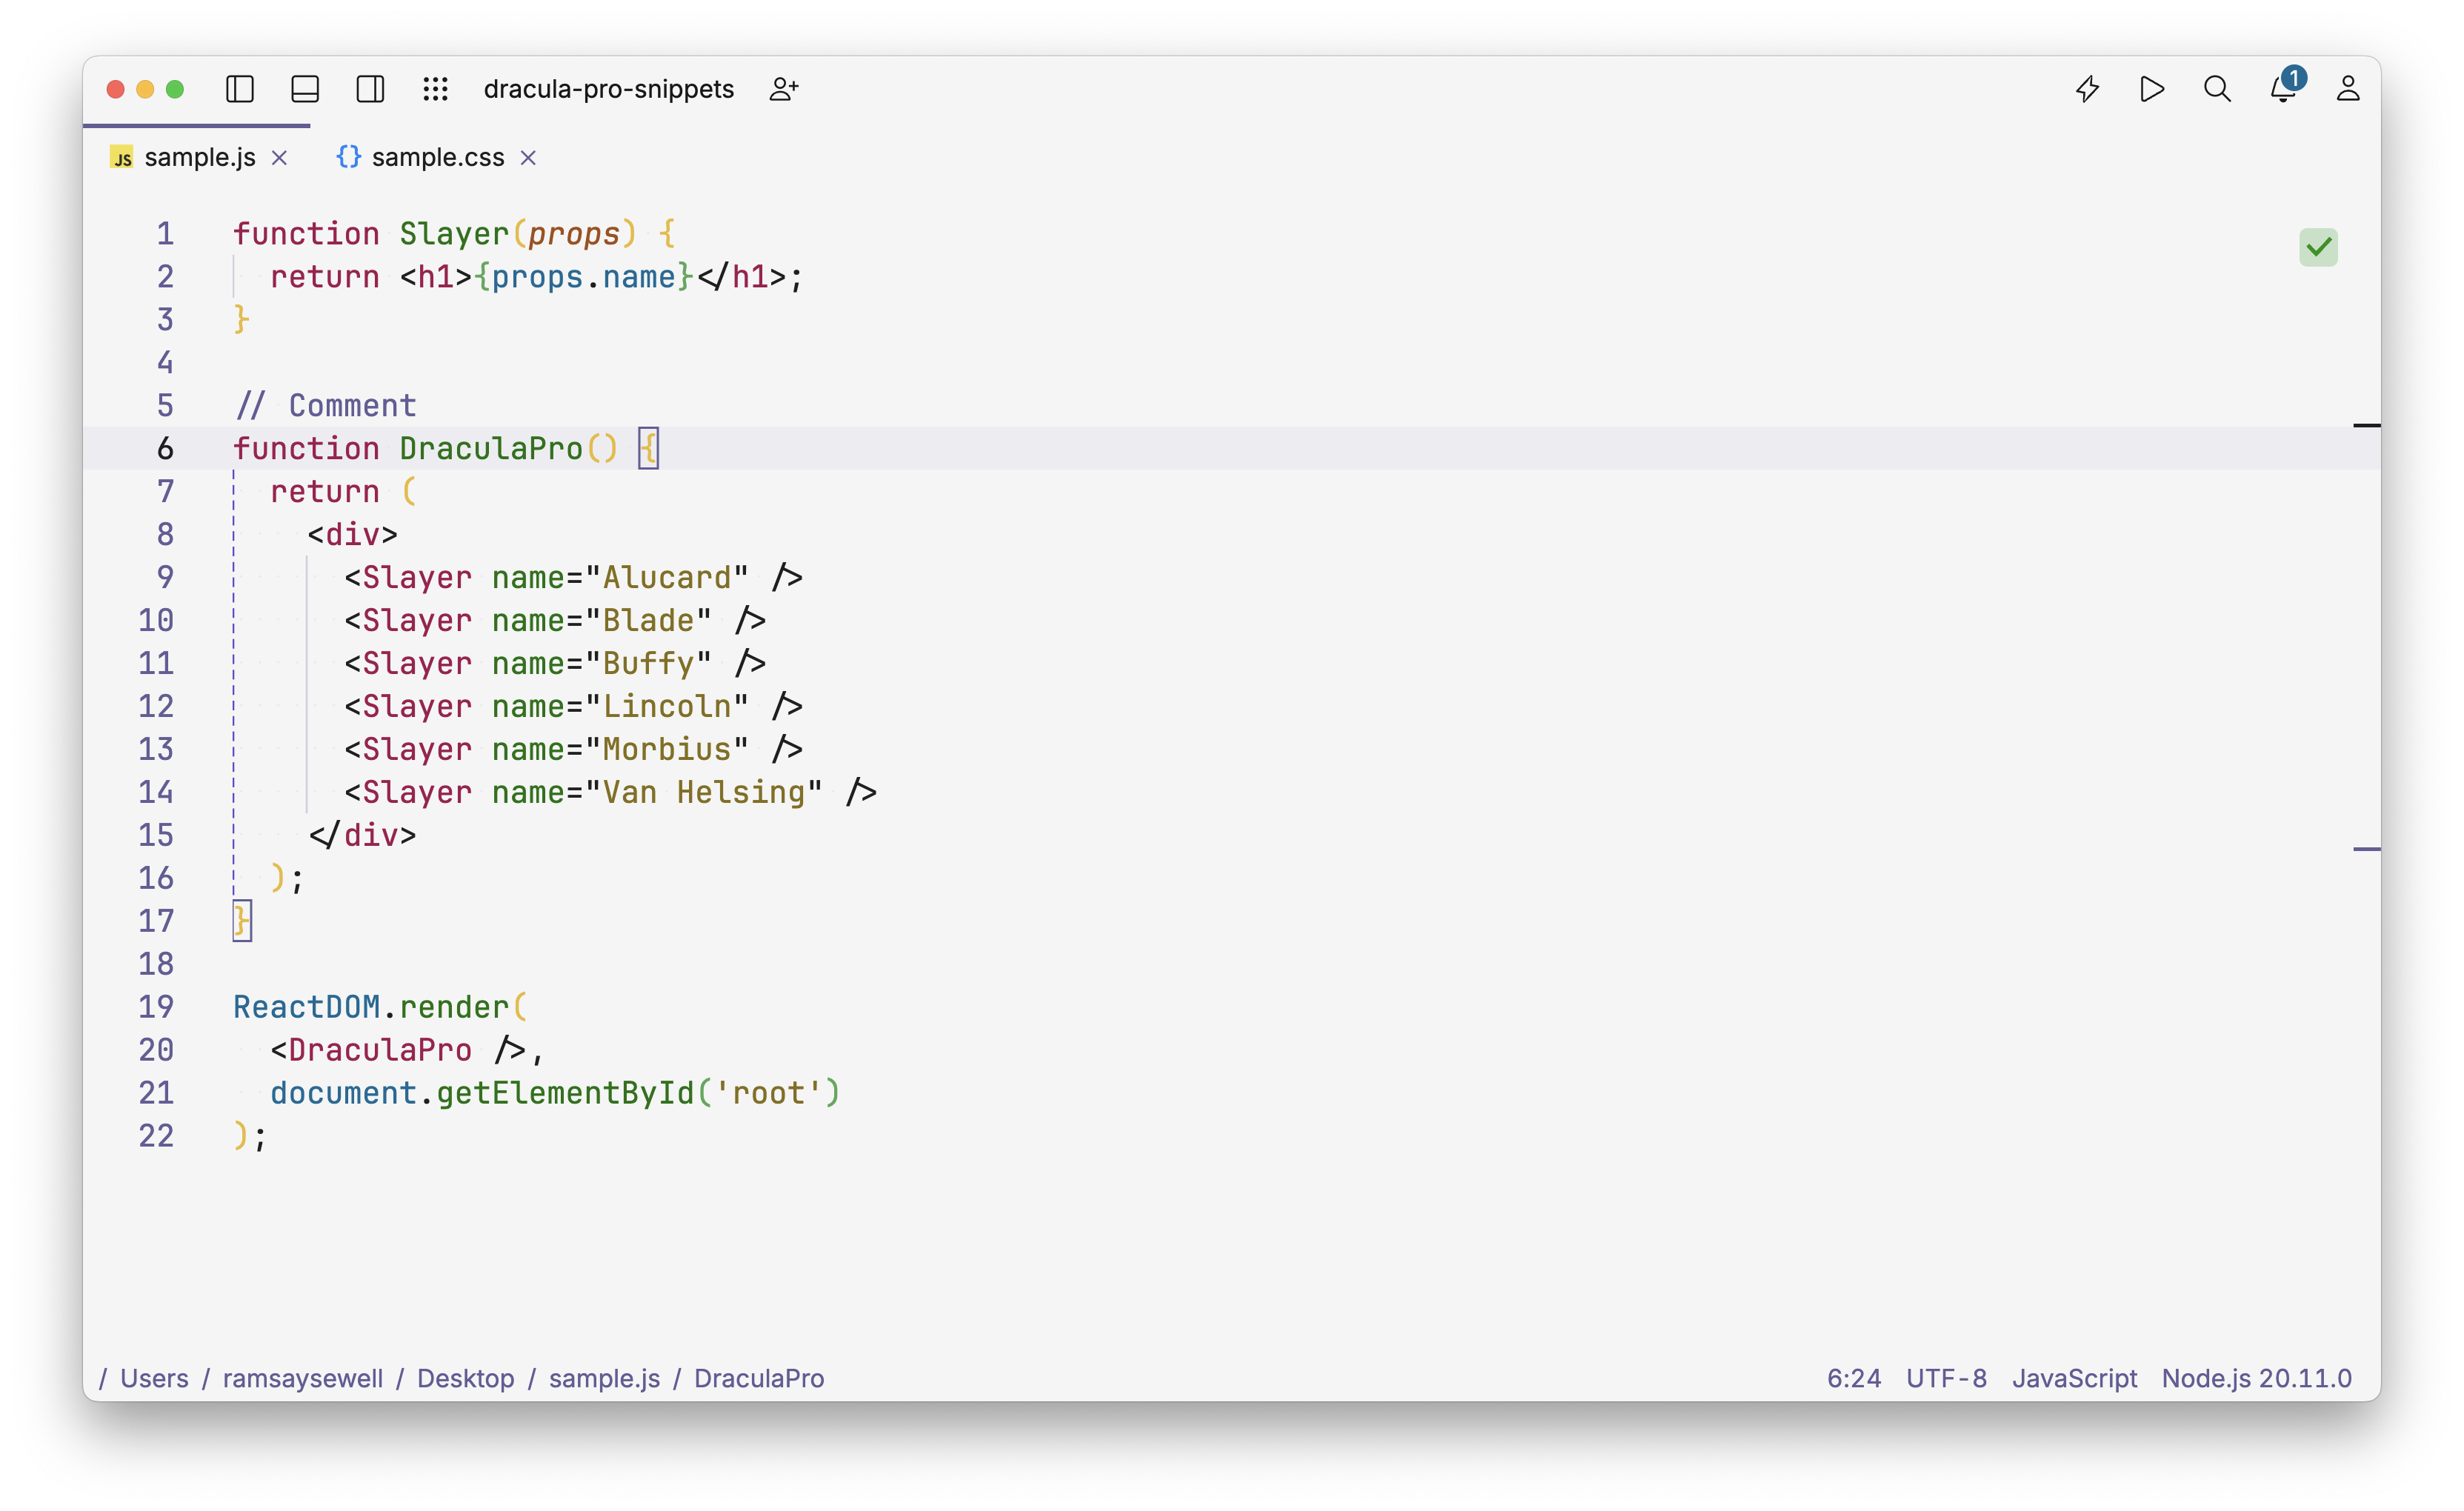 dracula-pro-snippets
1
JS sample.js
{} sample.css
1 function Slayer(props) {
2   return <h1>{props.name}</h1>;
3 }
4
5 // Comment
6 function DraculaPro() {
7   return (
8     <div>
9       <Slayer name="Alucard" />
10       <Slayer name="Blade" />
11       <Slayer name="Buffy" />
12       <Slayer name="Lincoln" />
13       <Slayer name="Morbius" />
14       <Slayer name="Van Helsing" />
15     </div>
16   );
17 }
18
19 ReactDOM.render(
20   <DraculaPro />,
21   document.getElementById('root')
22 );
/ Users / ramsaysewell / Desktop / sample.js / DraculaPro
6:24 UTF-8 JavaScript Node.js 20.11.0